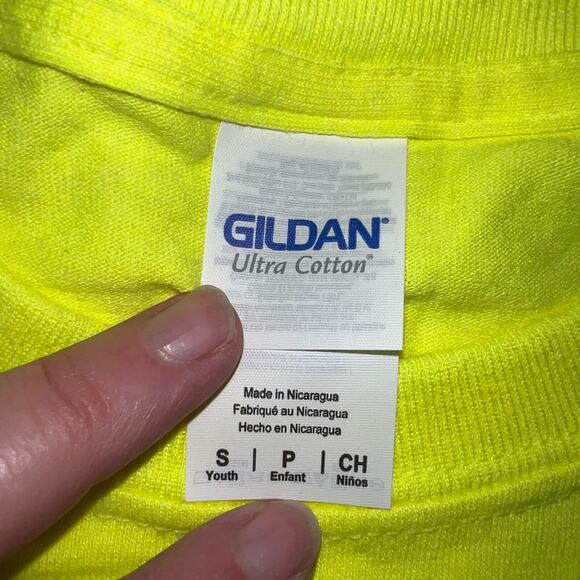 GILDAN®
Ultra Cotton®
Made in Nicaragua
Fabriqué au Nicaragua
Hecho en Nicaragua
S | P | CH
Youth Enfant Niños